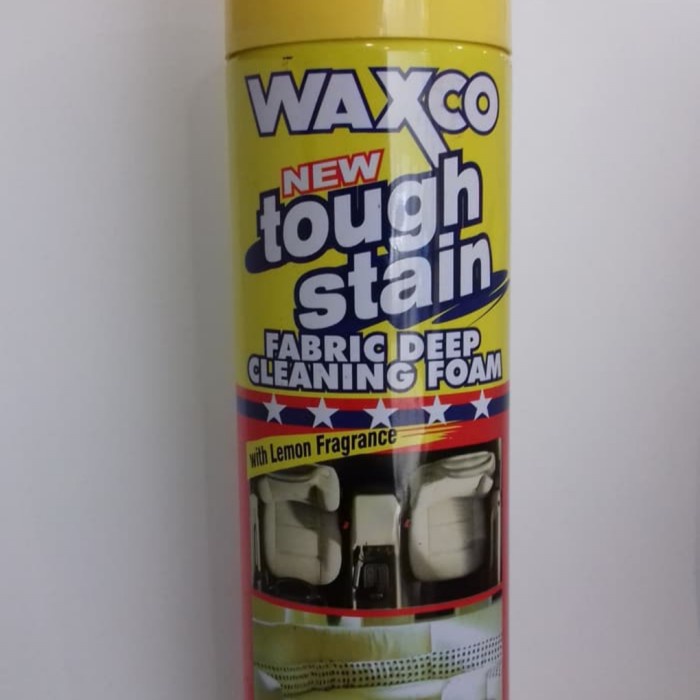 WAXCO
NEW
tough
stain
FABRIC DEEP
CLEANING FOAM
with Lemon Fragrance